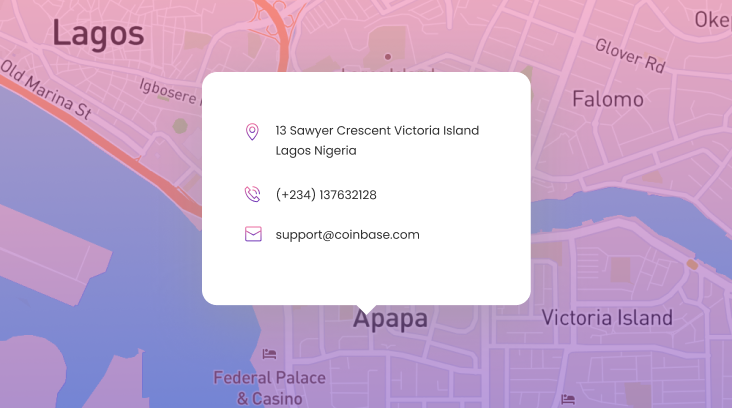 Lagos
Oke
Glover Rd
Old Marina St
Igbosere
Falomo
13 Sawyer Crescent Victoria Island
Lagos Nigeria
(+234) 137632128
support@coinbase.com
Apapa
Victoria Island
Federal Palace
& Casino